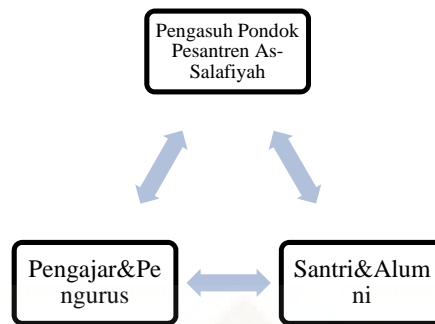 Pengasuh Pondok
Pesantren As-
Salafiyah
Pengajar&Pe
ngurus
Santri&Alum
ni